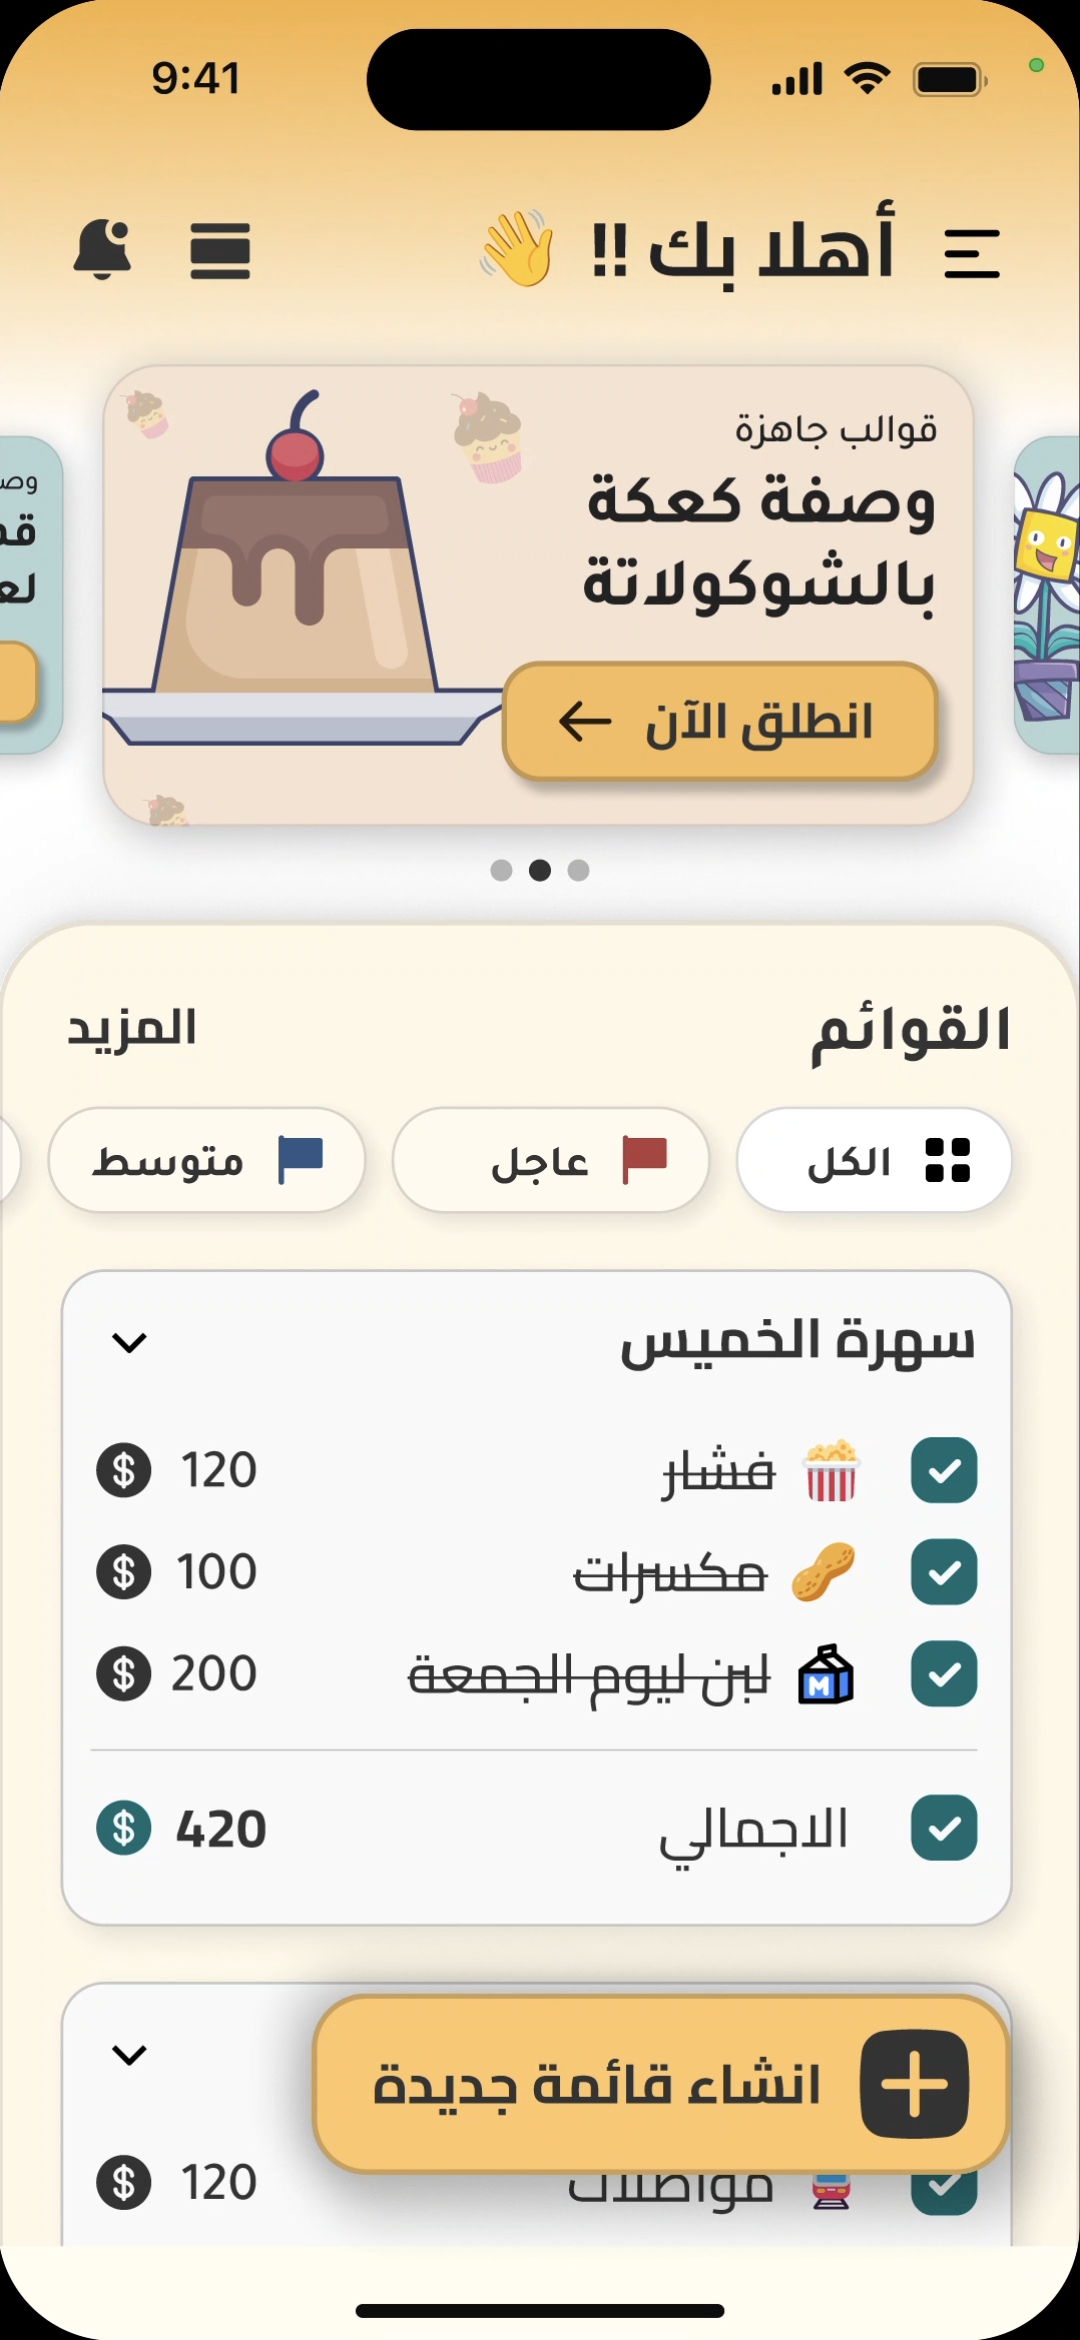 9:41
أهلا بك !! 👋
قوالب جاهزة
وصفة كعكة
بالشوكولاتة
انطلق الآن
القوائم
المزيد
الكل
عاجل
متوسط
سهرة الخميس
فشار 120
مكسرات 100
لبن ليوم الجمعة 200
الاجمالي 420
انشاء قائمة جديدة
مواصلات 120